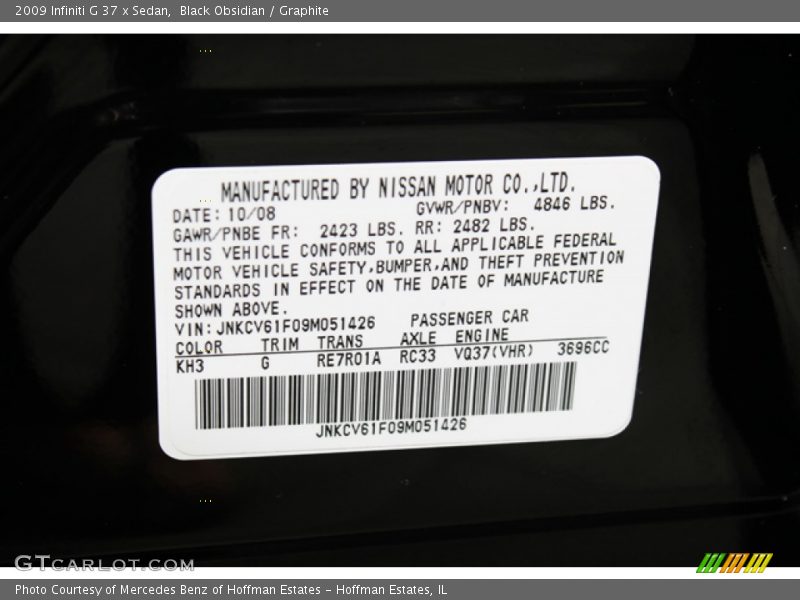 2009 Infiniti G 37 x Sedan,  Black Obsidian / Graphite
MANUFACTURED BY NISSAN MOTOR CO.,LTD.
DATE: 10/08 GVWR/PNBV: 4846 LBS.
GAWR/PNBE FR: 2423 LBS. RR: 2482 LBS.
THIS VEHICLE CONFORMS TO ALL APPLICABLE FEDERAL
MOTOR VEHICLE SAFETY,BUMPER,AND THEFT PREVENTION
STANDARDS IN EFFECT ON THE DATE OF MANUFACTURE
SHOWN ABOVE.
VIN: JNKCV61F09M051426 PASSENGER CAR
COLOR TRIM TRANS AXLE ENGINE
KH3 G RE7R01A RC33 VQ37(VHR) 3696CC
JNKCV61F09M051426
GTcarlot.com
Photo Courtesy of Mercedes Benz of Hoffman Estates - Hoffman Estates, IL